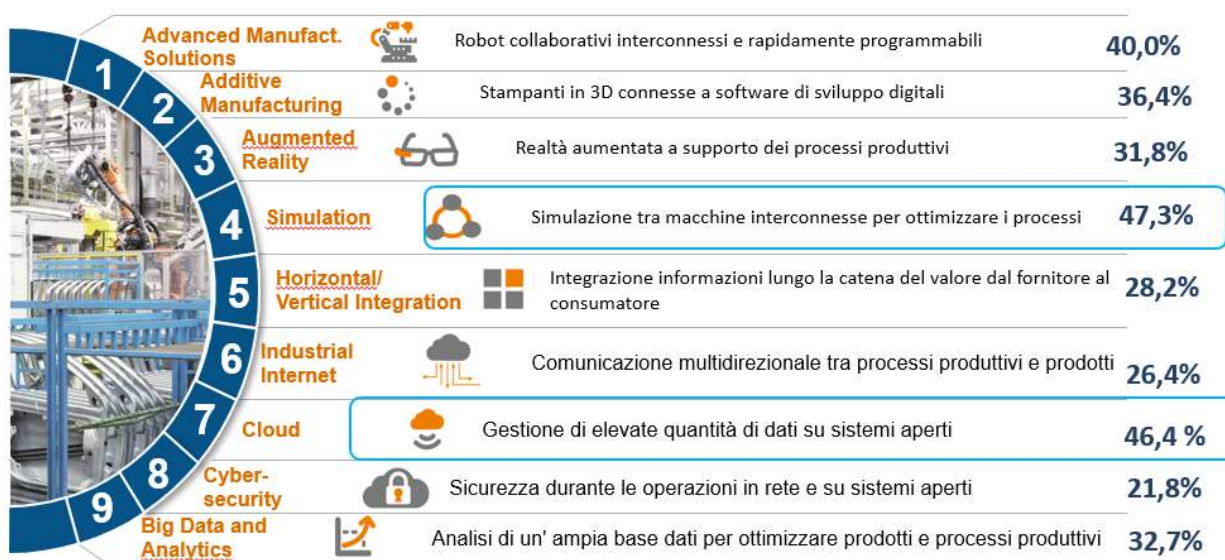 1
Advanced Manufact.
Solutions
Robot collaborativi interconnessi e rapidamente programmabili
40,0%
2
Additive
Manufacturing
Stampanti in 3D connesse a software di sviluppo digitali
36,4%
3
Augmented
Reality
Realtà aumentata a supporto dei processi produttivi
31,8%
4
Simulation
Simulazione tra macchine interconnesse per ottimizzare i processi
47,3%
5
Horizontal/
Vertical Integration
Integrazione informazioni lungo la catena del valore dal fornitore al
consumatore
28,2%
6
Industrial
Internet
Comunicazione multidirezionale tra processi produttivi e prodotti
26,4%
7
Cloud
Gestione di elevate quantità di dati su sistemi aperti
46,4 %
8
Cyber-
security
Sicurezza durante le operazioni in rete e su sistemi aperti
21,8%
9
Big Data and
Analytics
Analisi di un' ampia base dati per ottimizzare prodotti e processi produttivi
32,7%